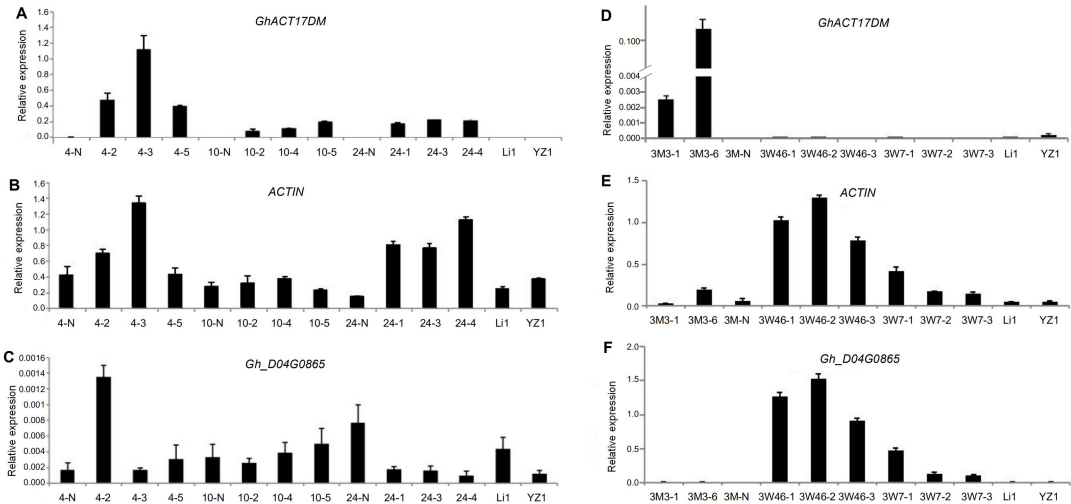 A
GhACT17DM
Relative expression
1.6
1.4
1.2
1.0
0.8
0.6
0.4
0.2
0.0
4-N 4-2 4-3 4-5 10-N 10-2 10-4 10-5 24-N 24-1 24-3 24-4 Li1 YZ1
B
ACTIN
Relative expression
1.6
1.4
1.2
1.0
0.8
0.6
0.4
0.2
0.0
4-N 4-2 4-3 4-5 10-N 10-2 10-4 10-5 24-N 24-1 24-3 24-4 Li1 YZ1
C
Gh_D04G0865
Relative expression
0.0016
0.0014
0.0012
0.001
0.0008
0.006
0.004
0.002
0.000
4-N 4-2 4-3 4-5 10-N 10-2 10-4 10-5 24-N 24-1 24-3 24-4 Li1 YZ1
D
GhACT17DM
Relative expression
0.100
0.004
0.003
0.002
0.001
0.000
3M3-1 3M3-6 3M-N 3W46-1 3W46-2 3W46-3 3W7-1 3W7-2 3W7-3 Li1 YZ1
E
ACTIN
Relative expression
1.5
1.0
0.5
0.0
3M3-1 3M3-6 3M-N 3W46-1 3W46-2 3W46-3 3W7-1 3W7-2 3W7-3 Li1 YZ1
F
Gh_D04G0865
Relative expression
2.0
1.5
1.0
0.5
0.0
3M3-1 3M3-6 3M-N 3W46-1 3W46-2 3W46-3 3W7-1 3W7-2 3W7-3 Li1 YZ1